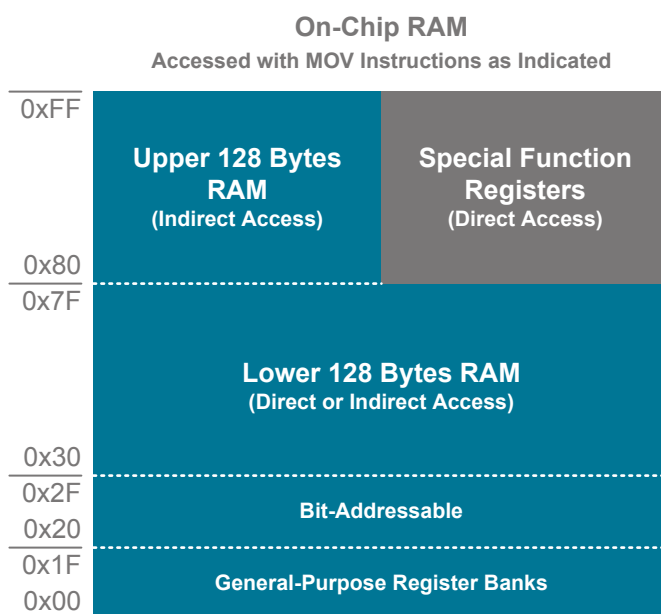 On-Chip RAM
Accessed with MOV Instructions as Indicated
0xFF
Upper 128 Bytes
RAM
(Indirect Access)
Special Function
Registers
(Direct Access)
0x80
0x7F
Lower 128 Bytes RAM
(Direct or Indirect Access)
0x30
0x2F
Bit-Addressable
0x20
0x1F
General-Purpose Register Banks
0x00